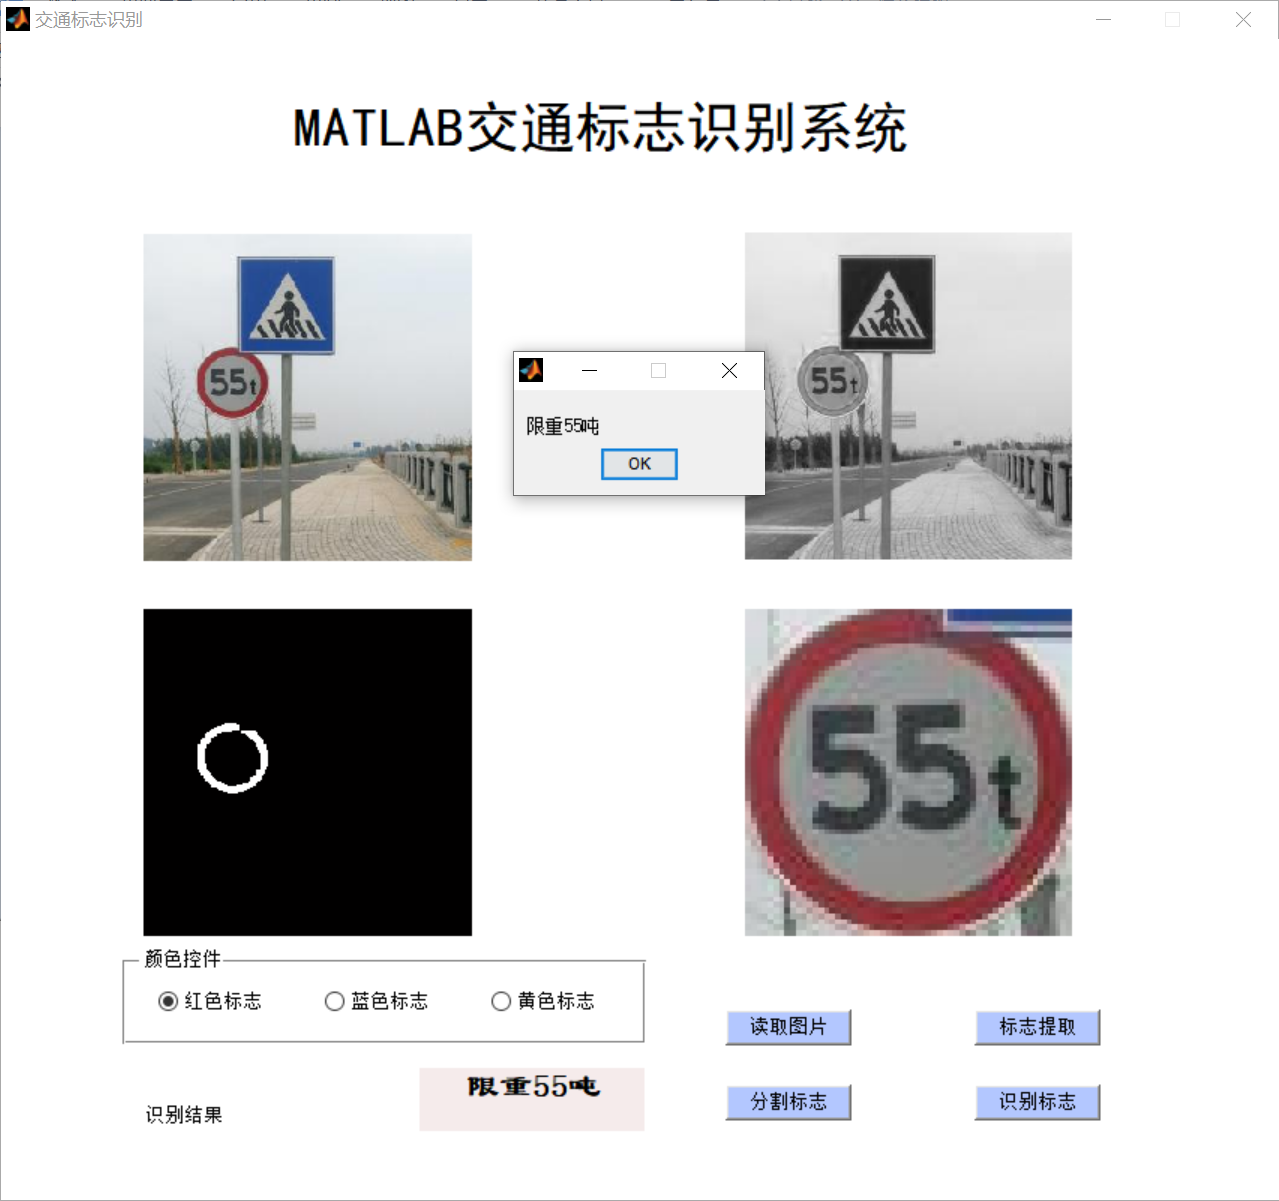 交通标志识别
MATLAB交通标志识别系统
55t
55t
限重55吨
OK
55t
颜色控件
红色标志
蓝色标志
黄色标志
读取图片
标志提取
识别结果
限重55吨
分割标志
识别标志